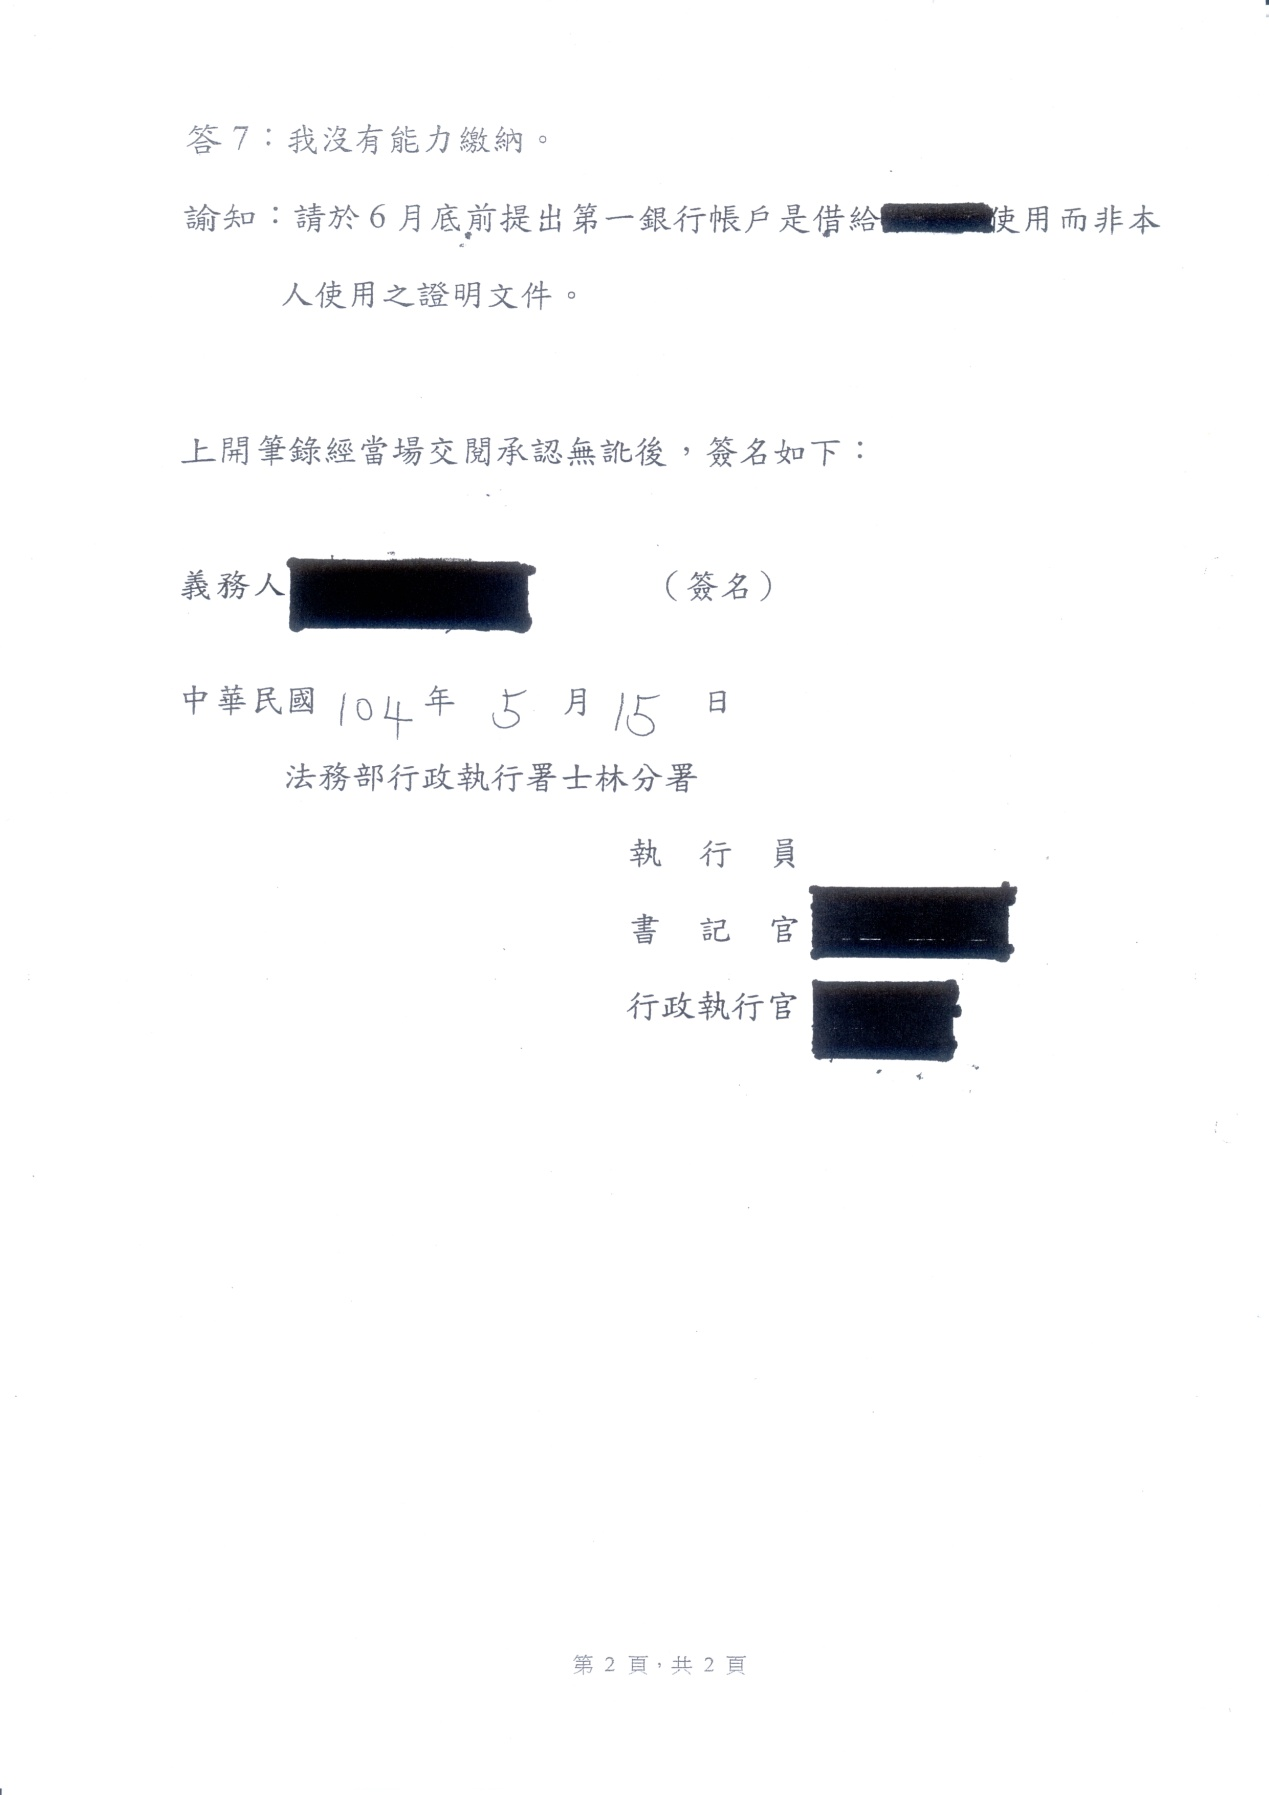 答7：我沒有能力繳納。
諭知：請於6月底前提出第一銀行帳戶是借給使用而非本
人使用之證明文件。
上開筆錄經當場交閱承認無訛後，簽名如下：
義務人（簽名）
中華民國104年5月15日
法務部行政執行署士林分署
執行員
書記官
行政執行官
第2頁，共2頁